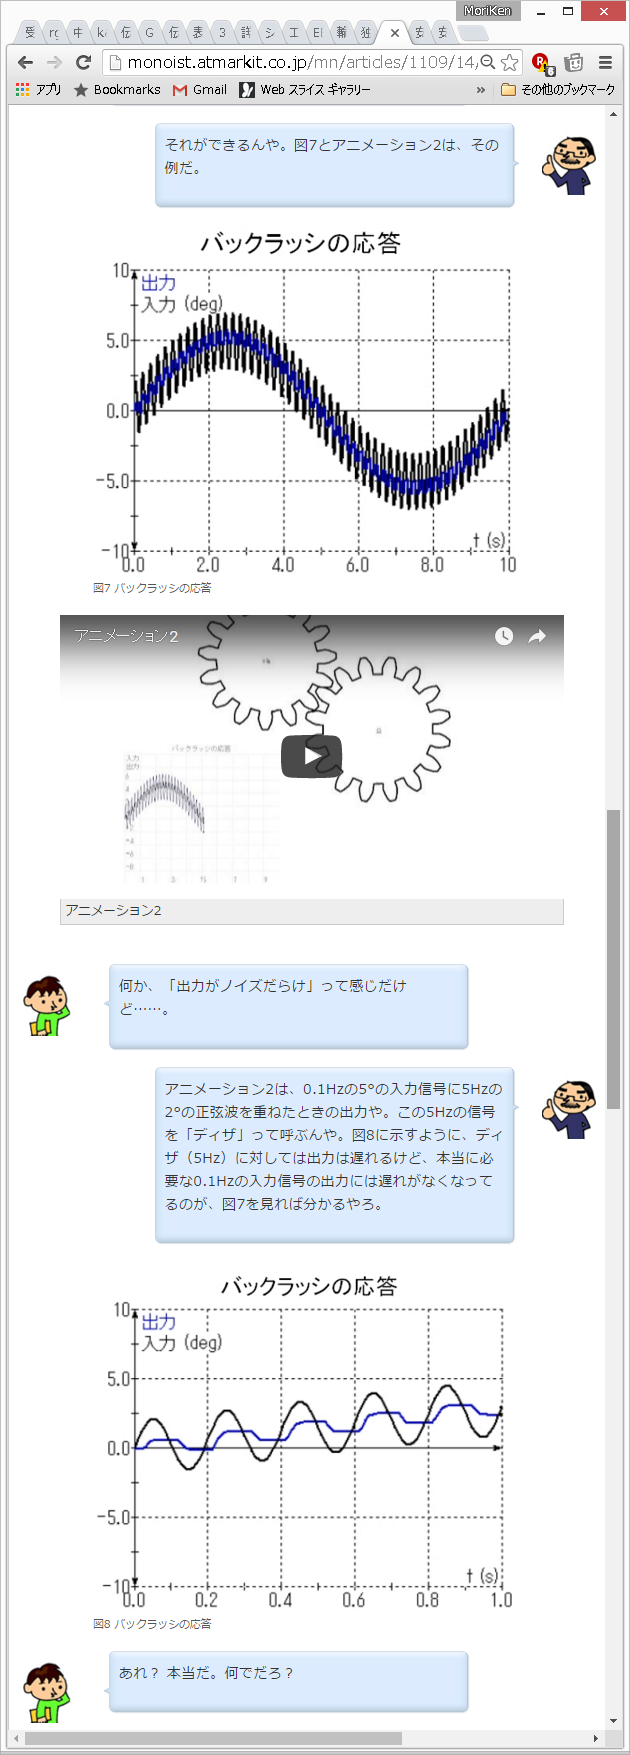 MoriKen
monoist.atmarkit.co.jp/mn/articles/1109/14/
アプリ Bookmarks Gmail Web スライス ギャラリー » その他のブックマーク
それができるんや。図7とアニメーション2は、その
例だ。
バックラッシの応答
10
出力
入力 (deg)
5.0
0.0
-5.0
-10
t (s)
0.0 2.0 4.0 6.0 8.0 10
図7 バックラッシの応答
アニメーション2
バックラッシの応答
入力
出力
アニメーション2
何か、「出力がノイズだらけ」って感じだけ
ど……。
アニメーション2は、0.1Hzの5°の入力信号に5Hzの
2°の正弦波を重ねたときの出力や。この5Hzの信号
を「ディザ」って呼ぶんや。図8に示すように、ディ
ザ（5Hz）に対しては出力は遅れるけど、本当に必
要な0.1Hzの入力信号の出力には遅れがなくなって
るのが、図7を見れば分かるやろ。
バックラッシの応答
10
出力
入力 (deg)
5.0
0.0
-5.0
-10
t (s)
0.0 0.2 0.4 0.6 0.8 1.0
図8 バックラッシの応答
あれ？ 本当だ。何でだろ？